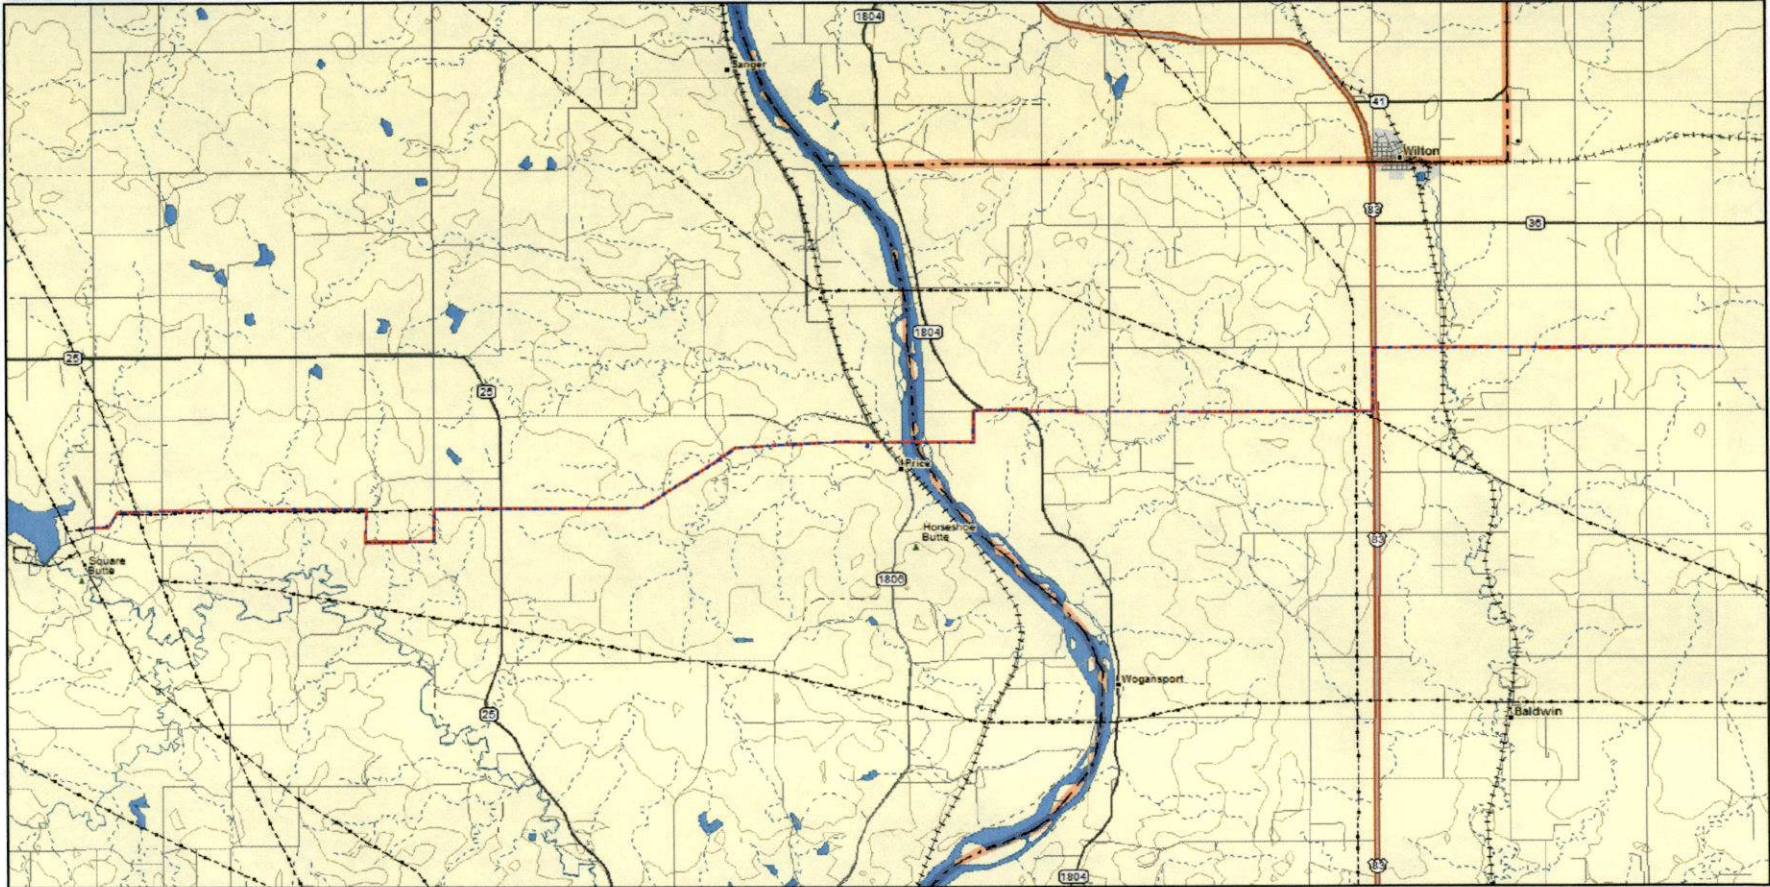 1804
Sanger
41
Wilton
83
36
1804
25
25
Price
Horseshoe
Butte
83
Square
Butte
1806
Wogansport
25
Baldwin
83
1804